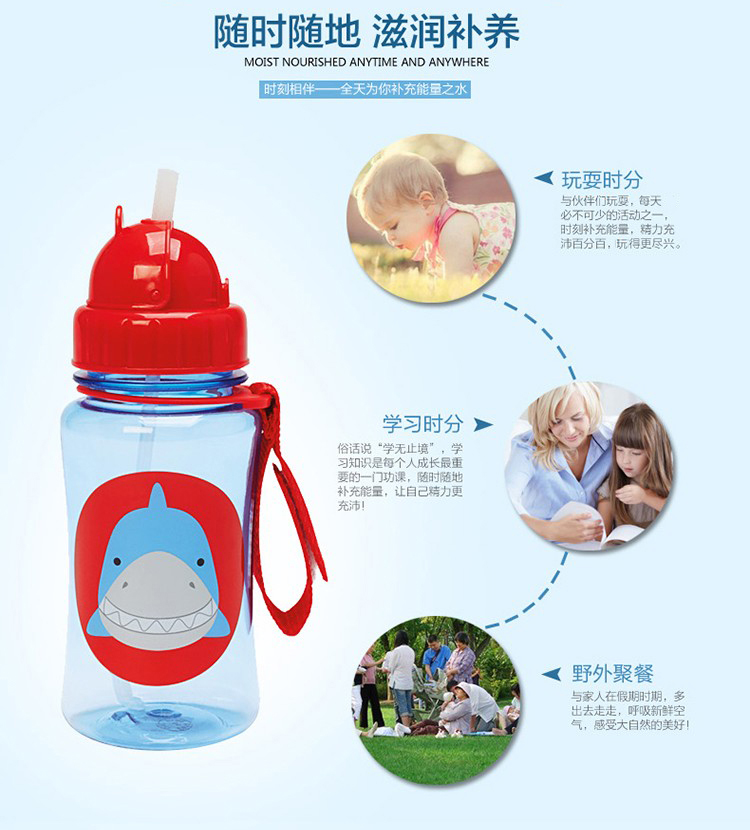 随时随地 滋润补养
MOIST NOURISHED ANYTIME AND ANYWHERE
时刻相伴——全天为你补充能量之水
玩耍时分
与伙伴们玩耍，每天
必不可少的活动之一，
时刻补充能量，精力充
沛百分百，玩得更尽兴。
学习时分
俗话说“学无止境”，学
习知识是每个人成长最重
要的一门功课，随时随地
补充能量，让自己精力更
充沛！
野外聚餐
与家人在假期时期，多
出去走走，呼吸新鲜空
气，感受大自然的美好！